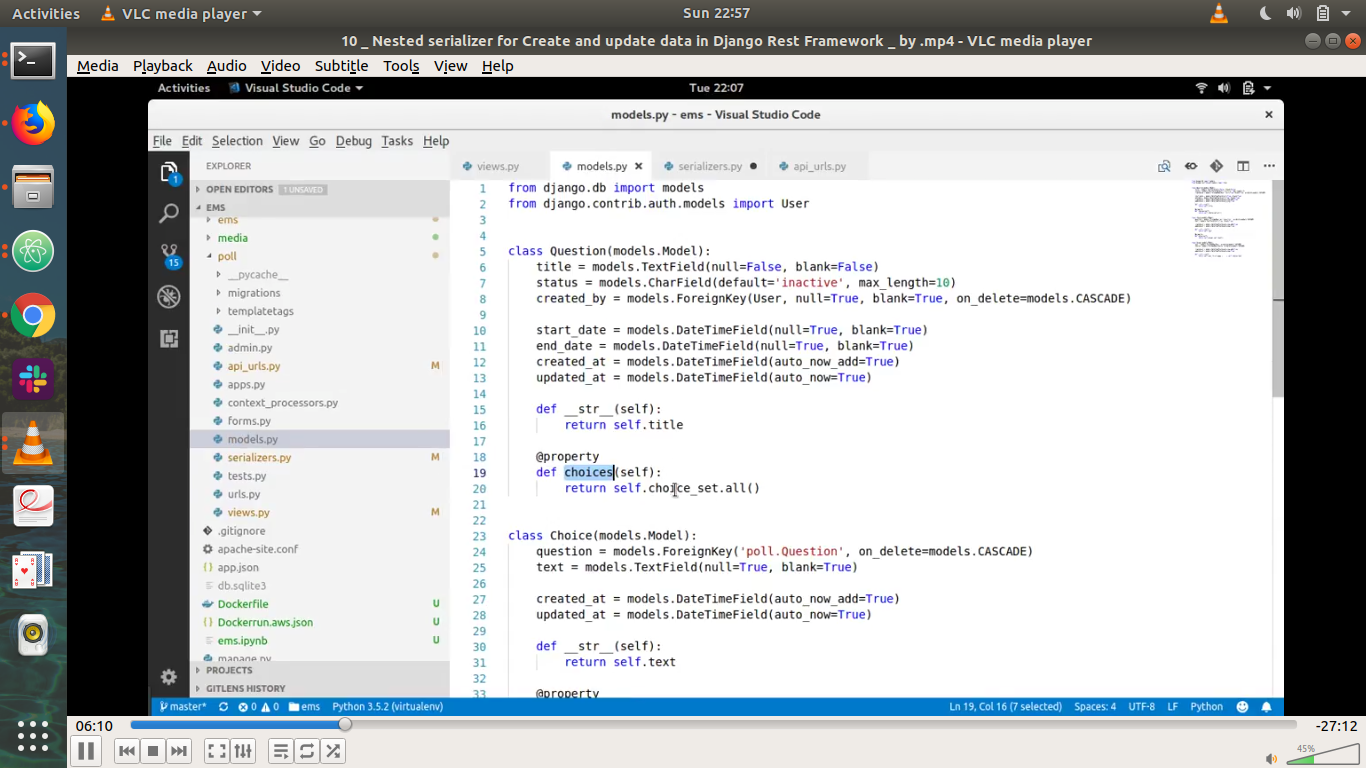 Activities VLC media player Sun 22:57
10 _ Nested serializer for Create and update data in Django Rest Framework _ by .mp4 - VLC media player
Media Playback Audio Video Subtitle Tools View Help
Activities Visual Studio Code Tue 22:07
models.py - ems - Visual Studio Code
File Edit Selection View Go Debug Tasks Help
EXPLORER
OPEN EDITORS 1 UNSAVED
EMS
ems
media
poll
__pycache__
migrations
templatetags
__init__.py
admin.py
api_urls.py M
apps.py
context_processors.py
forms.py
models.py
serializers.py M
tests.py
urls.py
views.py M
.gitignore
apache-site.conf
app.json
db.sqlite3
Dockerfile U
Dockerrun.aws.json U
ems.ipynb U
manage.py
PROJECTS
GITLENS HISTORY
1
15
views.py models.py serializers.py api_urls.py
1 from django.db import models
2 from django.contrib.auth.models import User
3
4
5 class Question(models.Model):
6 title = models.TextField(null=False, blank=False)
7 status = models.CharField(default='inactive', max_length=10)
8 created_by = models.ForeignKey(User, null=True, blank=True, on_delete=models.CASCADE)
9
10 start_date = models.DateTimeField(null=True, blank=True)
11 end_date = models.DateTimeField(null=True, blank=True)
12 created_at = models.DateTimeField(auto_now_add=True)
13 updated_at = models.DateTimeField(auto_now=True)
14
15 def __str__(self):
16 return self.title
17
18 @property
19 def choices(self):
20 return self.choice_set.all()
21
22
23 class Choice(models.Model):
24 question = models.ForeignKey('poll.Question', on_delete=models.CASCADE)
25 text = models.TextField(null=True, blank=True)
26
27 created_at = models.DateTimeField(auto_now_add=True)
28 updated_at = models.DateTimeField(auto_now=True)
29
30 def __str__(self):
31 return self.text
32
33 @property
master* 0 0 ems Python 3.5.2 (virtualenv) Ln 19, Col 16 (7 selected) Spaces: 4 UTF-8 LF Python
06:10 -27:12
45%